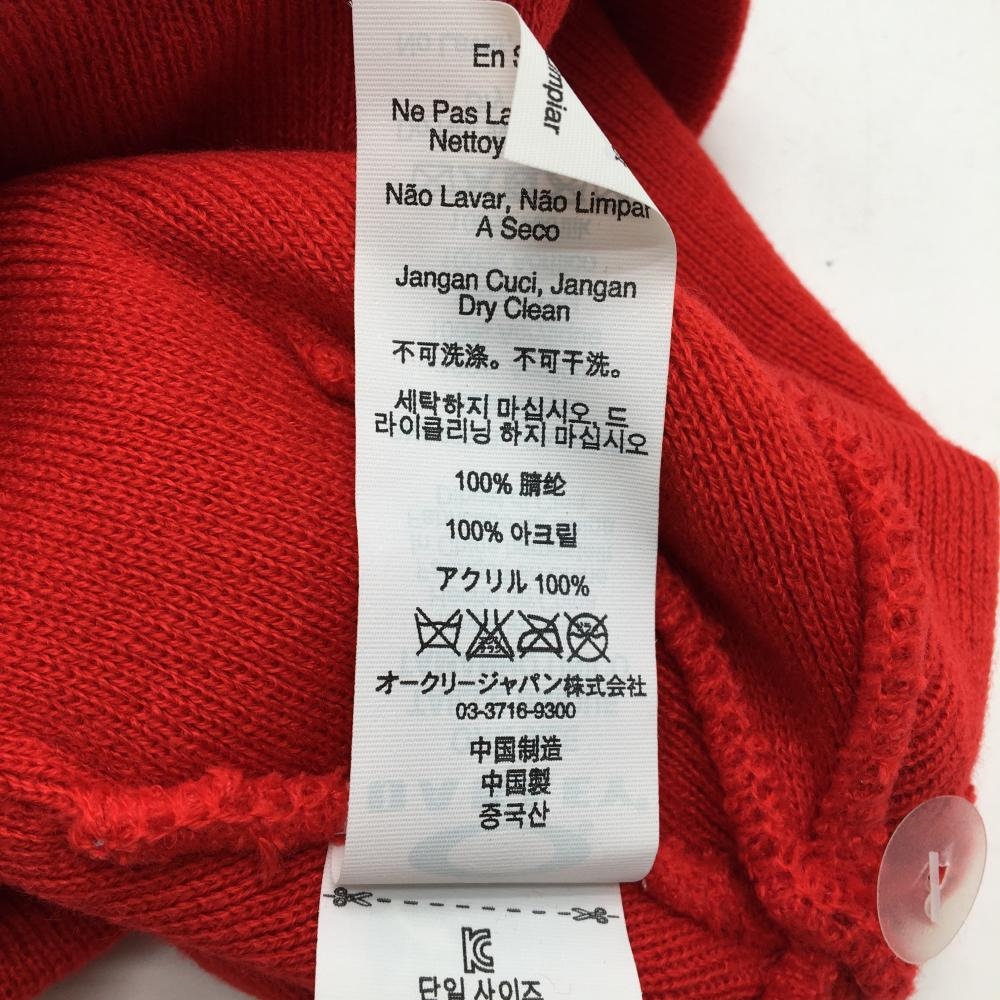 En
mpiar
Ne Pas
Nettoy
Não Lavar, Não Limpar
A Seco
Jangan Cuci, Jangan
Dry Clean
不可洗涤。不可干洗。
세탁하지 마십시오, 드
라이클리닝 하지 마십시오
100% 腈纶
100% 아크릴
アクリル 100%
オークリージャパン株式会社
03-3716-9300
中国制造
中国製
중국산
단일 사이즈